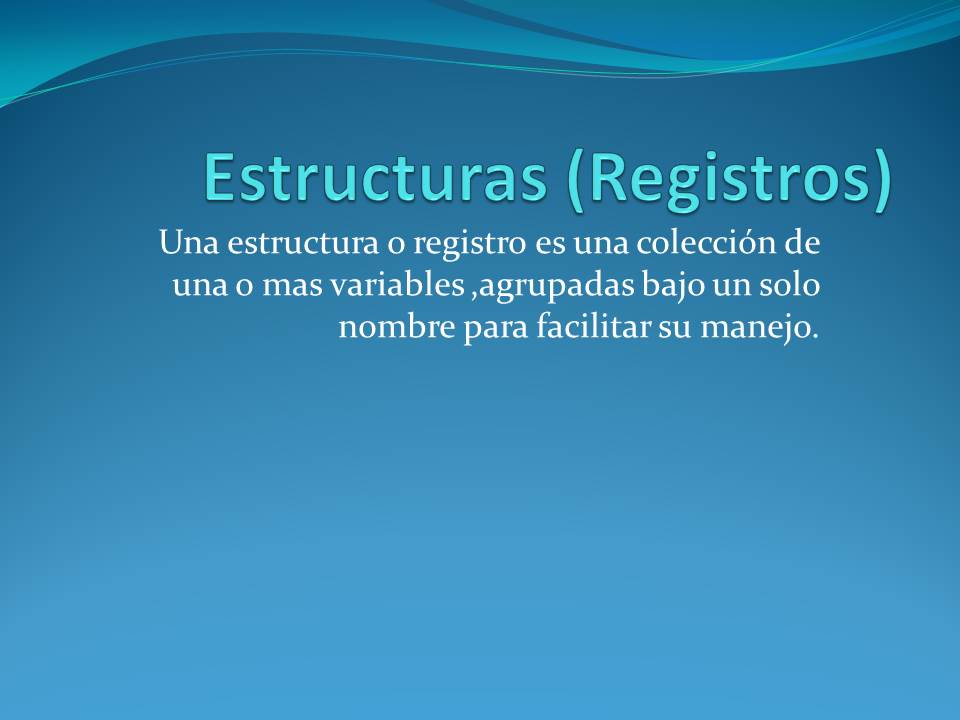 Estructuras (Registros)
Una estructura o registro es una colección de
una o mas variables ,agrupadas bajo un solo
nombre para facilitar su manejo.